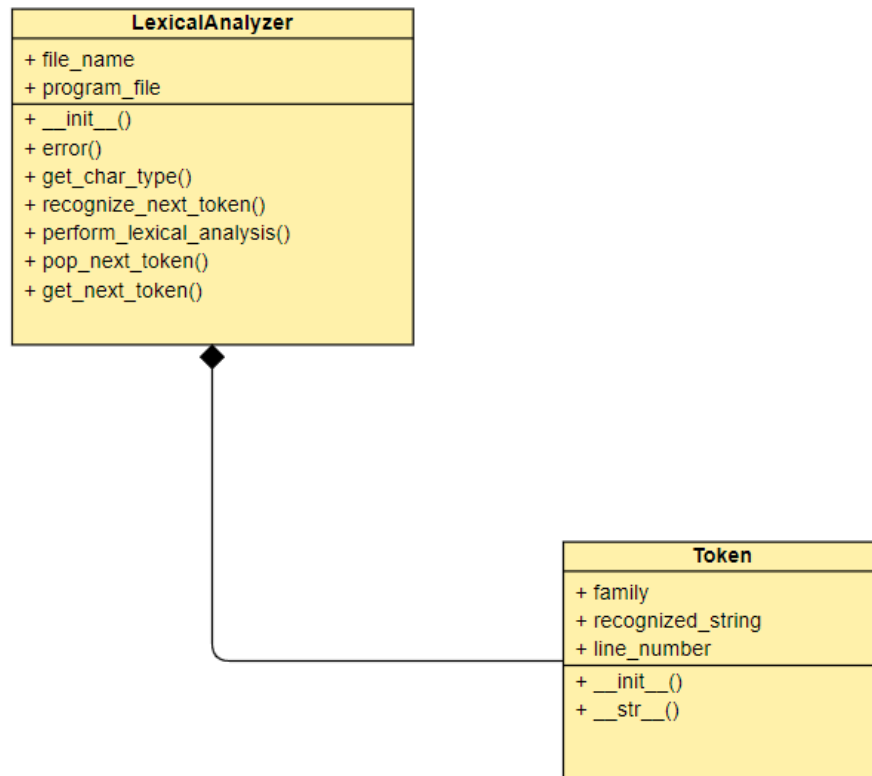 LexicalAnalyzer
+ file_name
+ program_file
+ __init__()
+ error()
+ get_char_type()
+ recognize_next_token()
+ perform_lexical_analysis()
+ pop_next_token()
+ get_next_token()
Token
+ family
+ recognized_string
+ line_number
+ __init__()
+ __str__()